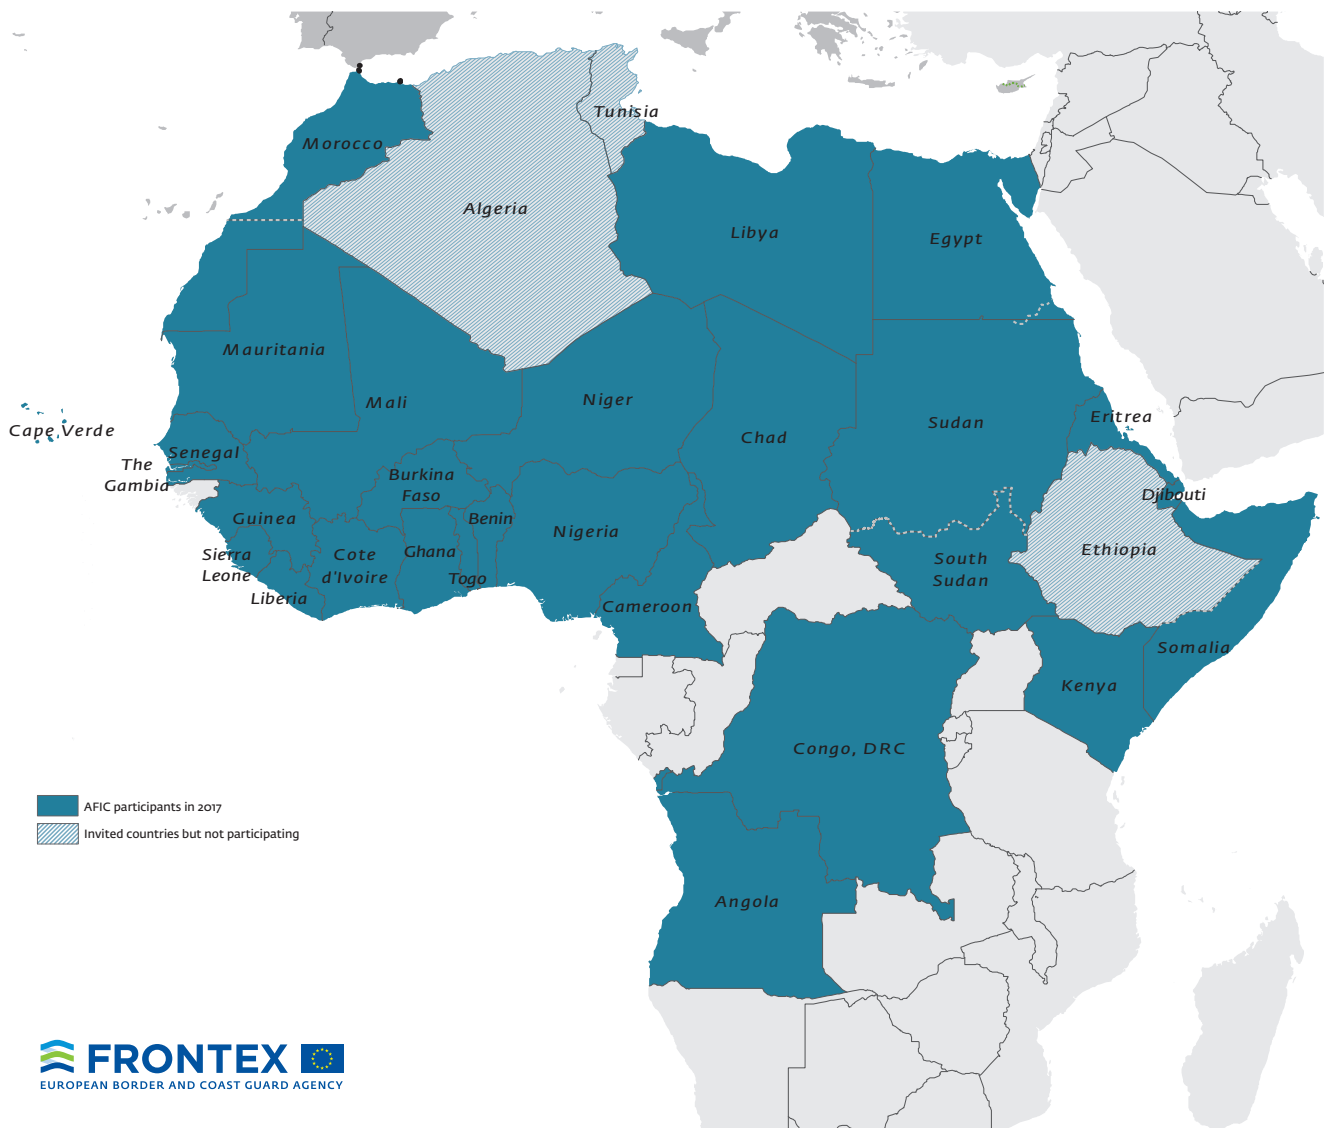 Tunisia
Morocco
Algeria
Libya
Egypt
Mauritania
Mali
Niger
Chad
Sudan
Eritrea
Cape Verde
Senegal
The
Gambia
Burkina
Faso
Djibouti
Guinea
Benin
Nigeria
Sierra
Leone
Cote
d'Ivoire
Ghana
Togo
Liberia
Cameroon
South
Sudan
Ethiopia
Somalia
Kenya
Congo, DRC
Angola
AFIC participants in 2017
Invited countries but not participating
FRONTEX
EUROPEAN BORDER AND COAST GUARD AGENCY